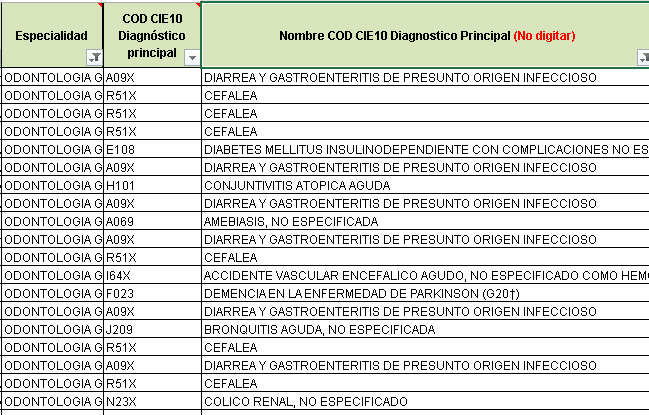 Especialidad COD CIE10 Diagnóstico principal Nombre COD CIE10 Diagnostico Principal (No digitar)
ODONTOLOGIA G A09X DIARREA Y GASTROENTERITIS DE PRESUNTO ORIGEN INFECCIOSO
ODONTOLOGIA G R51X CEFALEA
ODONTOLOGIA G R51X CEFALEA
ODONTOLOGIA G R51X CEFALEA
ODONTOLOGIA G E108 DIABETES MELLITUS INSULINODEPENDIENTE CON COMPLICACIONES NO ES
ODONTOLOGIA G A09X DIARREA Y GASTROENTERITIS DE PRESUNTO ORIGEN INFECCIOSO
ODONTOLOGIA G H101 CONJUNTIVITIS ATOPICA AGUDA
ODONTOLOGIA G A09X DIARREA Y GASTROENTERITIS DE PRESUNTO ORIGEN INFECCIOSO
ODONTOLOGIA G A069 AMEBIASIS, NO ESPECIFICADA
ODONTOLOGIA G A09X DIARREA Y GASTROENTERITIS DE PRESUNTO ORIGEN INFECCIOSO
ODONTOLOGIA G R51X CEFALEA
ODONTOLOGIA G I64X ACCIDENTE VASCULAR ENCEFALICO AGUDO, NO ESPECIFICADO COMO HEMO
ODONTOLOGIA G F023 DEMENCIA EN LA ENFERMEDAD DE PARKINSON (G20†)
ODONTOLOGIA G A09X DIARREA Y GASTROENTERITIS DE PRESUNTO ORIGEN INFECCIOSO
ODONTOLOGIA G J209 BRONQUITIS AGUDA, NO ESPECIFICADA
ODONTOLOGIA G R51X CEFALEA
ODONTOLOGIA G A09X DIARREA Y GASTROENTERITIS DE PRESUNTO ORIGEN INFECCIOSO
ODONTOLOGIA G R51X CEFALEA
ODONTOLOGIA G N23X COLICO RENAL, NO ESPECIFICADO